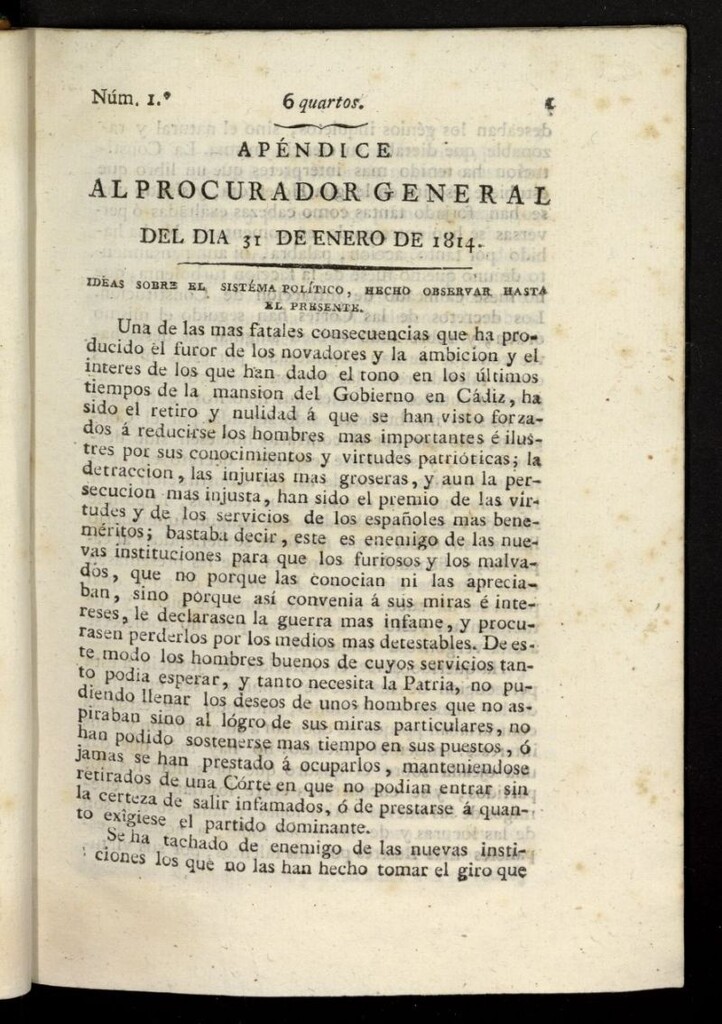 Núm. 1.º 6 quartos.
APÉNDICE
AL PROCURADOR GENERAL
DEL DIA 31 DE ENERO DE 1814.
IDEAS SOBRE EL SISTÉMA POLÍTICO, HECHO OBSERVAR HASTA
EL PRESENTE.
Una de las mas fatales consecuencias que ha pro-
ducido el furor de los novadores y la ambicion y el
interes de los que han dado el tono en los últimos
tiempos de la mansion del Gobierno en Cádiz, ha
sido el retiro y nulidad á que se han visto forza-
dos á reducirse los hombres mas importantes é ilus-
tres por sus conocimientos y virtudes patrióticas; la
detraccion, las injurias mas groseras, y aun la per-
secucion mas injusta, han sido el premio de las vir-
tudes y de los servicios de los españoles mas bene-
méritos; bastaba decir, este es enemigo de las nue-
vas instituciones para que los furiosos y los malva-
dos, que no porque las conocian ni las aprecia-
ban, sino porque así convenia á sus miras é inte-
reses, le declarasen la guerra mas infame, y procu-
rasen perderlos por los medios mas detestables. De es-
te modo los hombres buenos de cuyos servicios tan-
to podia esperar, y tanto necesita la Patria, no pu-
diendo llenar los deseos de unos hombres que no as-
piraban sino al lógro de sus miras particulares, no
han podido sostenerse mas tiempo en sus puestos, ó
jamas se han prestado á ocuparlos, manteniendose
retirados de una Córte en que no podian entrar sin
la certeza de salir infamados, ó de prestarse á quan-
to exîgiese el partido dominante.
Se ha tachado de enemigo de las nuevas insti-
ciones los que no las han hecho tomar el giro que